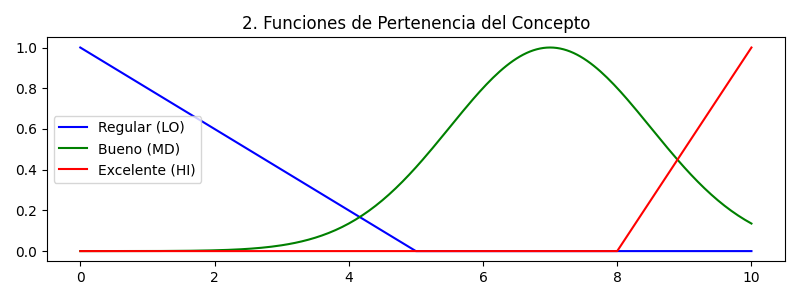 2. Funciones de Pertenencia del Concepto
1.0
0.8
0.6
0.4
0.2
0.0
Regular (LO)
Bueno (MD)
Excelente (HI)
0 2 4 6 8 10